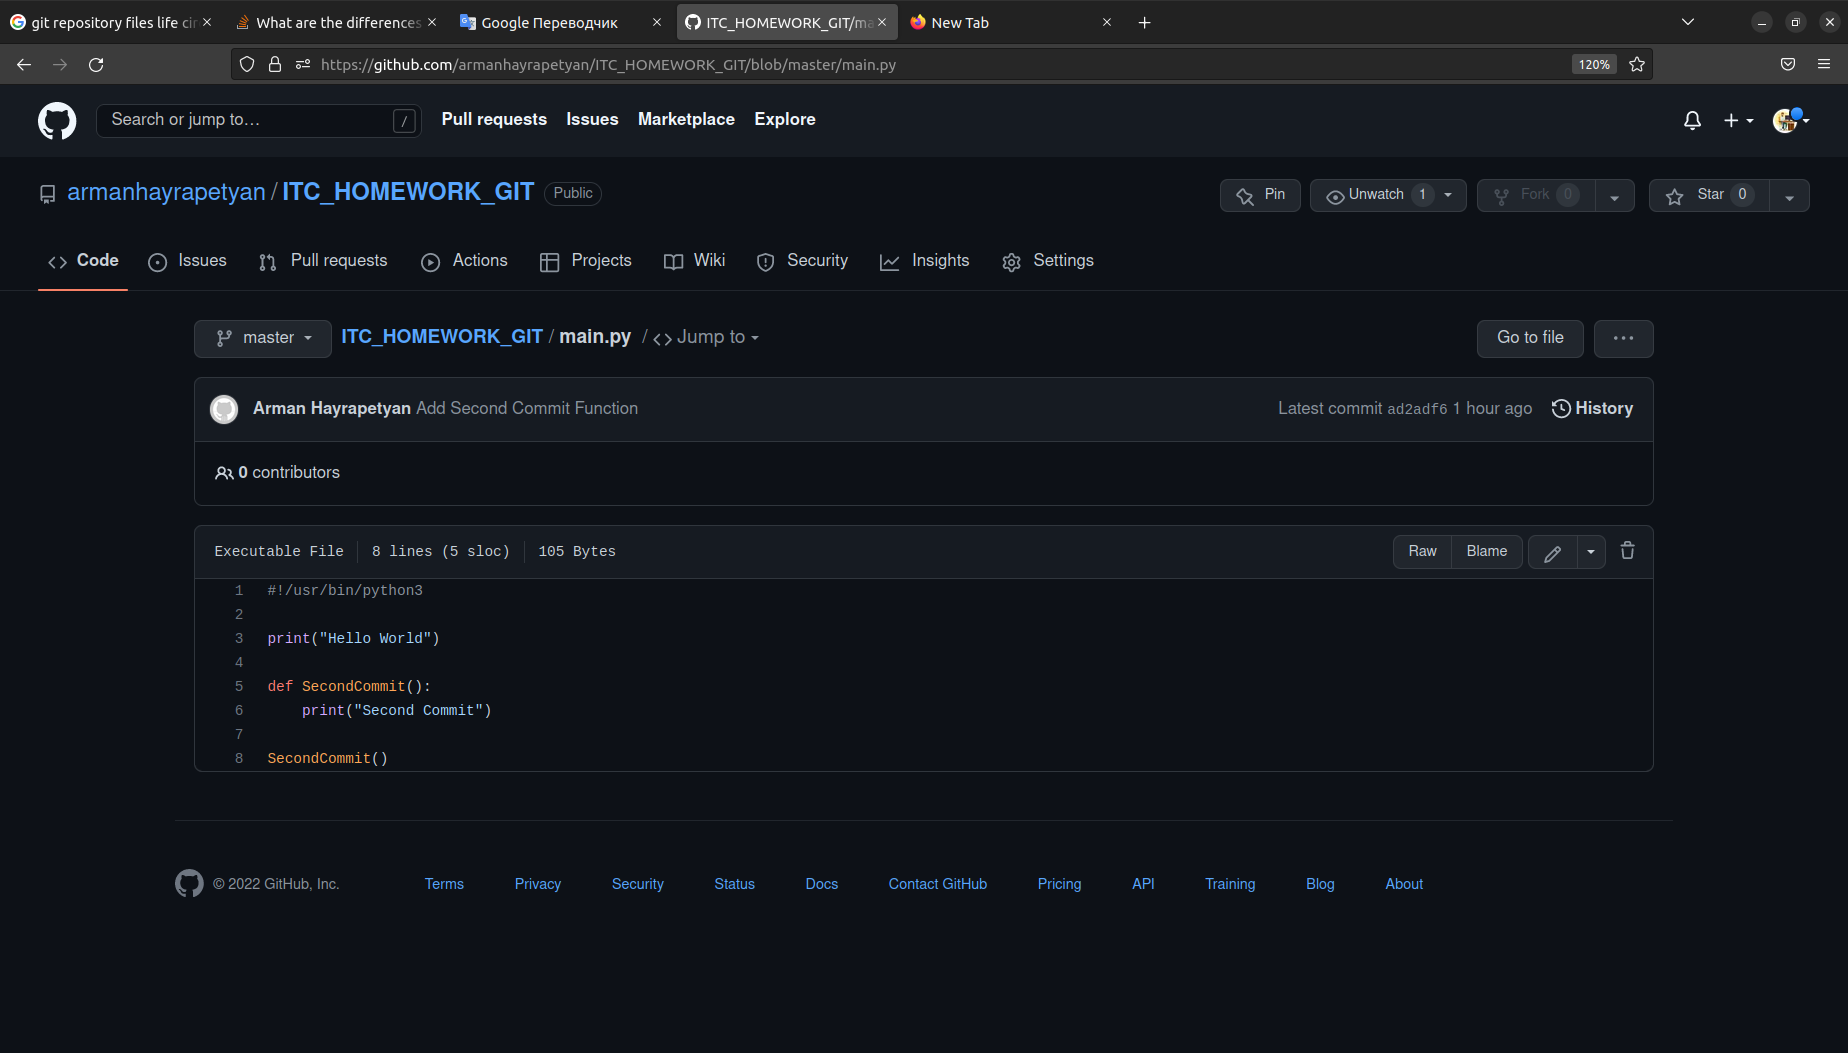 git repository files life cir
What are the differences
Google Переводчик
ITC_HOMEWORK_GIT/ma
New Tab
https://github.com/armanhayrapetyan/ITC_HOMEWORK_GIT/blob/master/main.py
120%
Search or jump to…
/
Pull requests
Issues
Marketplace
Explore
armanhayrapetyan / ITC_HOMEWORK_GIT
Public
Pin
Unwatch 1
Fork 0
Star 0
Code
Issues
Pull requests
Actions
Projects
Wiki
Security
Insights
Settings
master
ITC_HOMEWORK_GIT / main.py / <> Jump to
Go to file
Arman Hayrapetyan Add Second Commit Function
Latest commit ad2adf6 1 hour ago
History
0 contributors
Executable File
8 lines (5 sloc)
105 Bytes
Raw
Blame
1 #!/usr/bin/python3
2
3 print("Hello World")
4
5 def SecondCommit():
6     print("Second Commit")
7
8 SecondCommit()
© 2022 GitHub, Inc.
Terms
Privacy
Security
Status
Docs
Contact GitHub
Pricing
API
Training
Blog
About